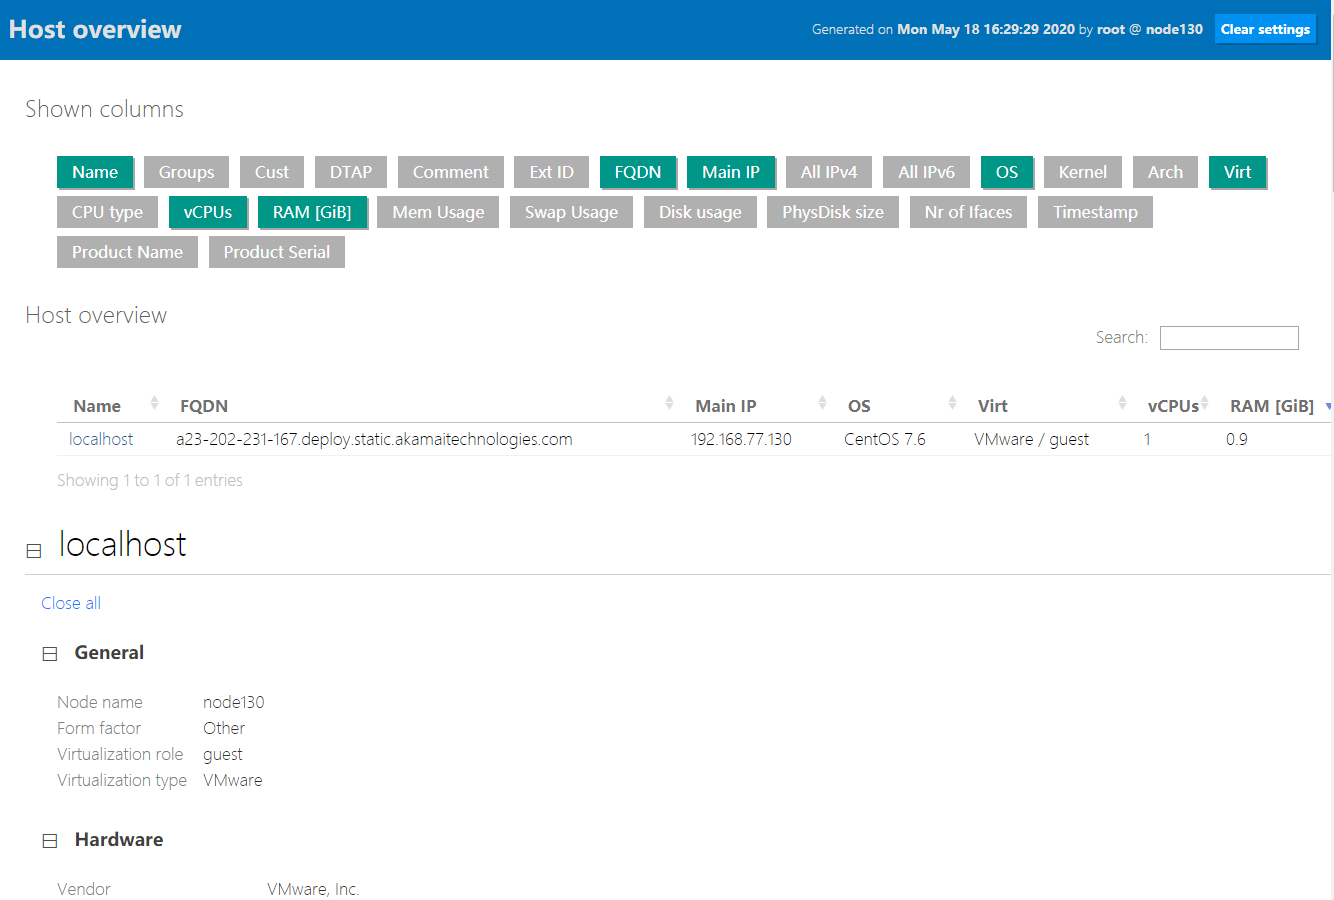 Host overview
Generated on Mon May 18 16:29:29 2020 by root @ node130
Clear settings
Shown columns
Name Groups Cust DTAP Comment Ext ID FQDN Main IP All IPv4 All IPv6 OS Kernel Arch Virt
CPU type vCPUs RAM [GiB] Mem Usage Swap Usage Disk usage PhysDisk size Nr of Ifaces Timestamp
Product Name Product Serial
Host overview
Search:
Name FQDN Main IP OS Virt vCPUs RAM [GiB]
localhost a23-202-231-167.deploy.static.akamaitechnologies.com 192.168.77.130 CentOS 7.6 VMware / guest 1 0.9
Showing 1 to 1 of 1 entries
localhost
Close all
General
Node name node130
Form factor Other
Virtualization role guest
Virtualization type VMware
Hardware
Vendor VMware, Inc.